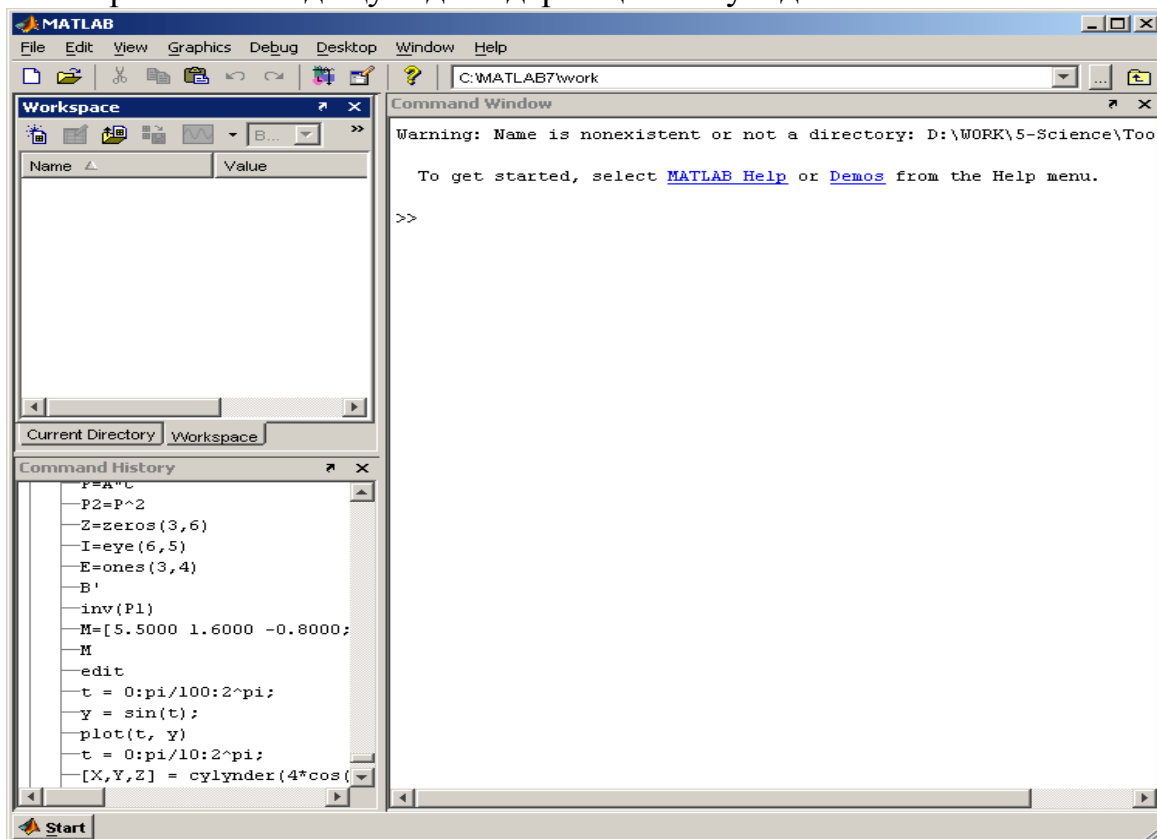 MATLAB
File Edit View Graphics Debug Desktop Window Help
C:\MATLAB7\work
...
Workspace
B...
»
Name
Value
Current Directory
Workspace
Command History
P2=P^2
Z=zeros(3,6)
I=eye(6,5)
E=ones(3,4)
B'
inv(P1)
M=[5.5000 1.6000 -0.8000;
M
edit
t = 0:pi/100:2^pi;
y = sin(t);
plot(t, y)
t = 0:pi/10:2^pi;
[X,Y,Z] = cylynder(4*cos(
Command Window
Warning: Name is nonexistent or not a directory: D:\WORK\5-Science\Too
To get started, select MATLAB Help or Demos from the Help menu.
>>
Start